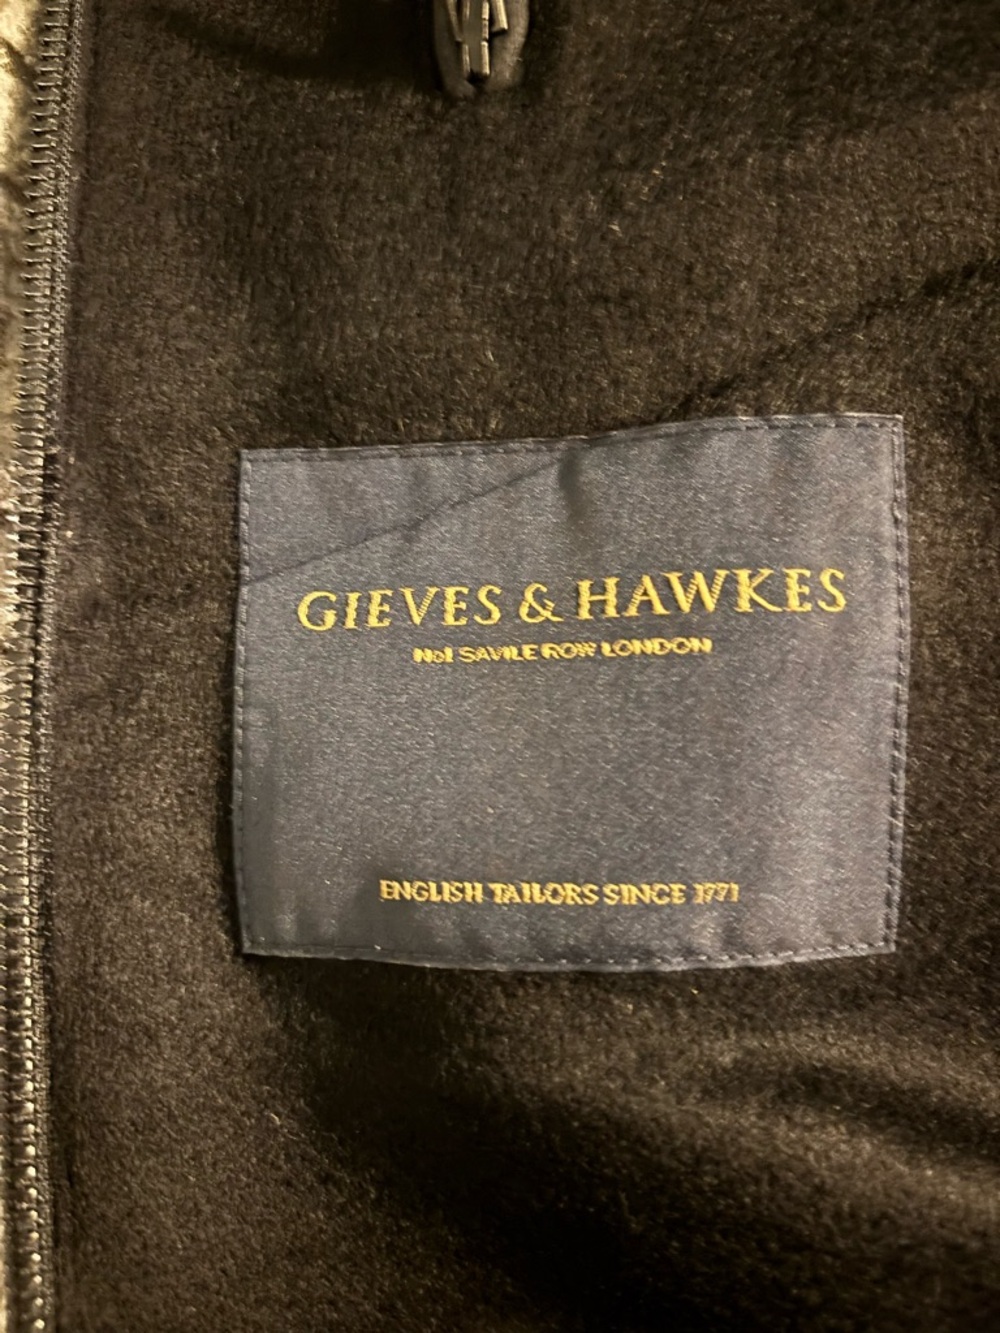 GIEVES & HAWKES
No1 SAVILE ROW LONDON
ENGLISH TAILORS SINCE 1771